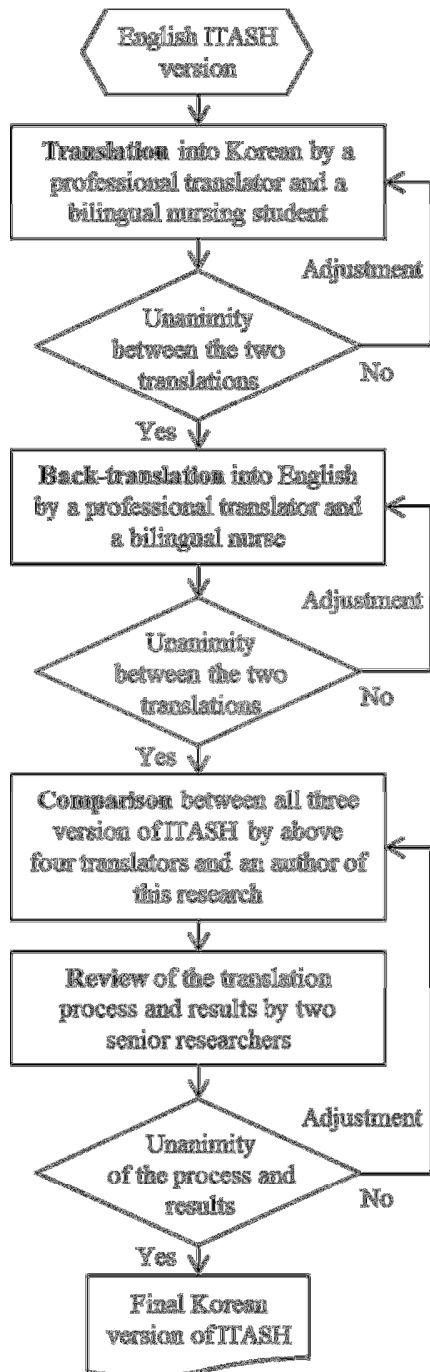 English ITASH
version
Translation into Korean by a
professional translator and a
bilingual nursing student
Adjustment
Unanimity
between the two
translations
No
Yes
Back-translation into English
by a professional translator and
a bilingual nurse
Adjustment
Unanimity
between the two
translations
No
Yes
Comparison between all three
version of ITASH by above
four translators and an author of
this research
Review of the translation
process and results by two
senior researchers
Adjustment
Unanimity
of the process and
results
No
Yes
Final Korean
version of ITASH